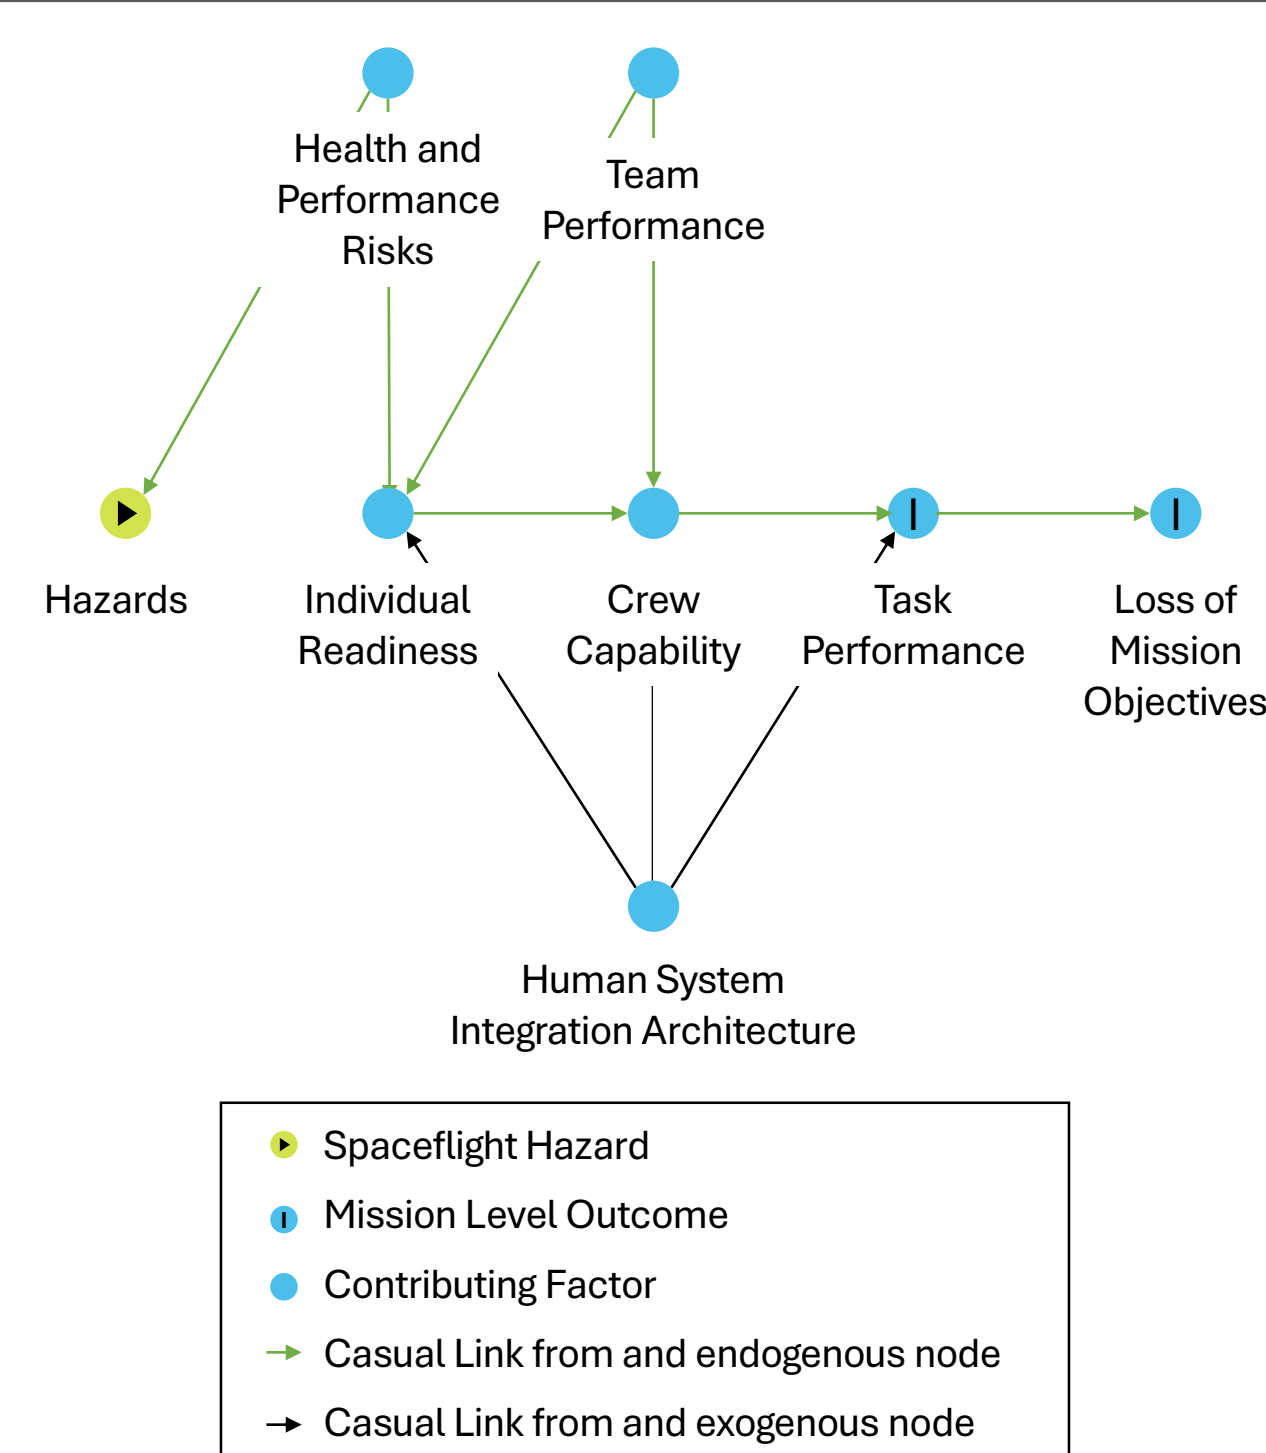 Health and
Performance
Risks
Team
Performance
Hazards
Individual
Readiness
Crew
Capability
Task
Performance
Loss of
Mission
Objectives
Human System
Integration Architecture
Spaceflight Hazard
Mission Level Outcome
Contributing Factor
Casual Link from and endogenous node
Casual Link from and exogenous node